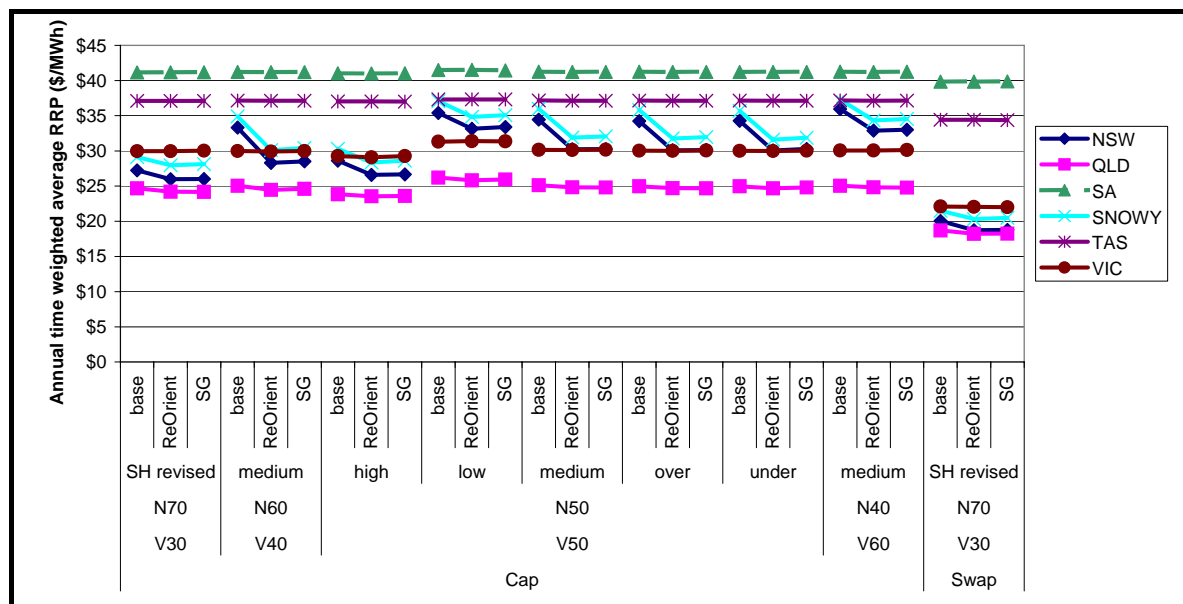 Annual time weighted average RRP ($/MWh)
$45
$40
$35
$30
$25
$20
$15
$10
$5
$0
base ReOrient SG base ReOrient SG base ReOrient SG base ReOrient SG base ReOrient SG base ReOrient SG base ReOrient SG base ReOrient SG base ReOrient SG
SH revised medium high low medium over under medium SH revised
N70 N60 N50 N40 N70
V30 V40 V50 V60 V30
Cap Swap
NSW
QLD
SA
SNOWY
TAS
VIC